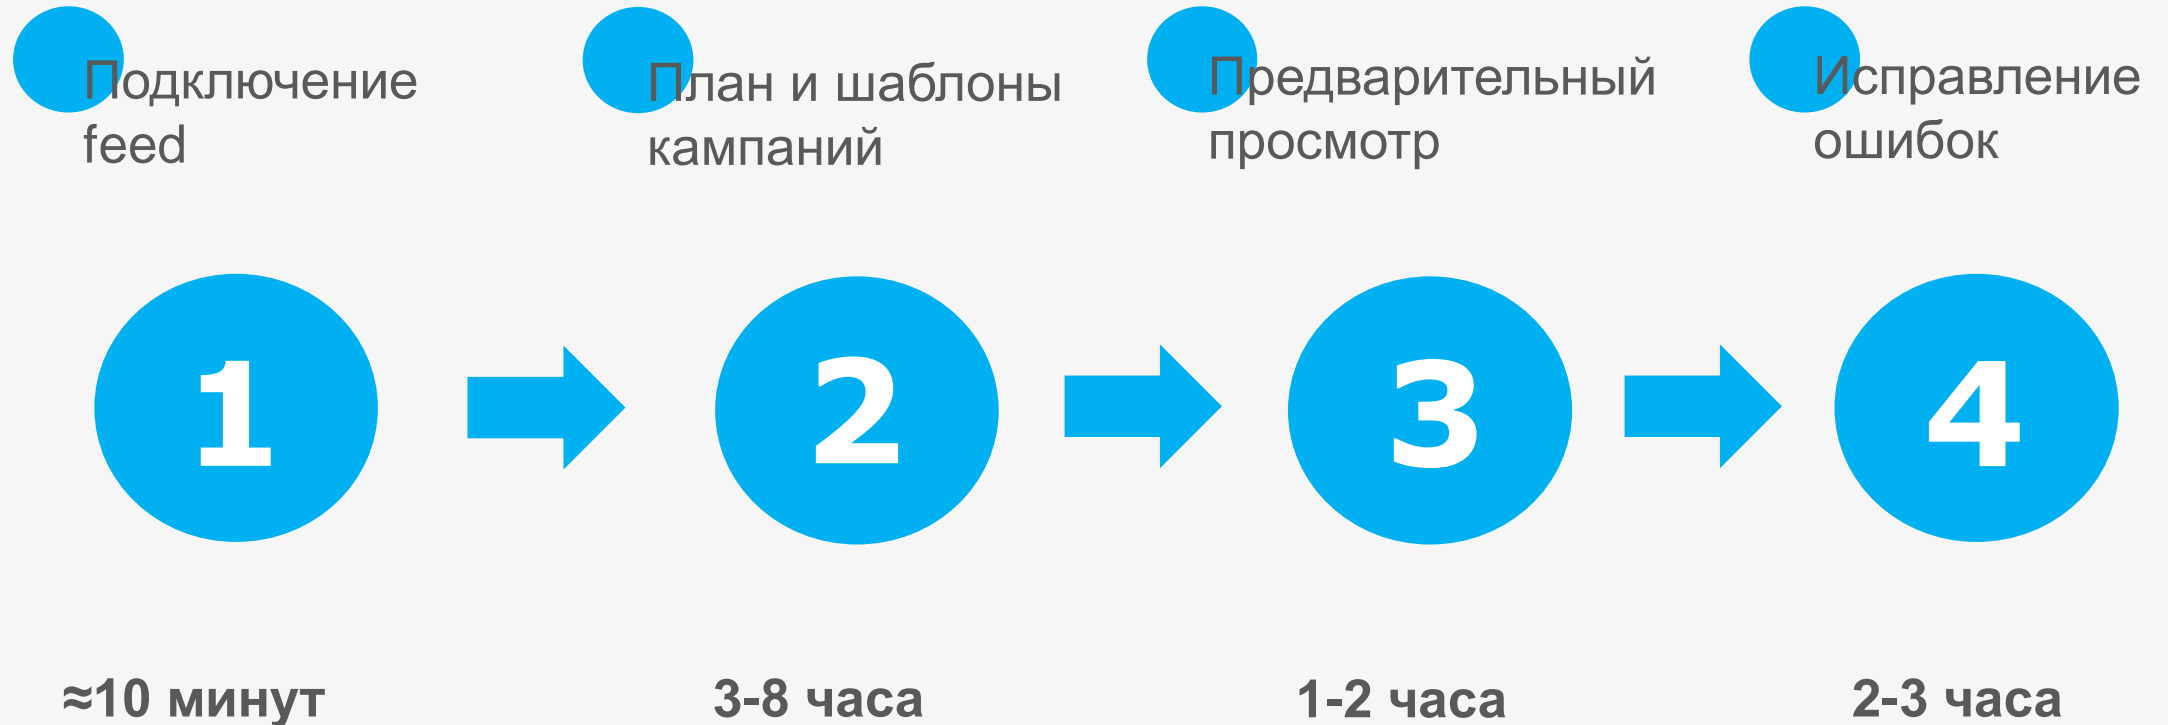 Подключение
feed
План и шаблоны
кампаний
Предварительный
просмотр
Исправление
ошибок
1
2
3
4
≈10 минут
3-8 часа
1-2 часа
2-3 часа